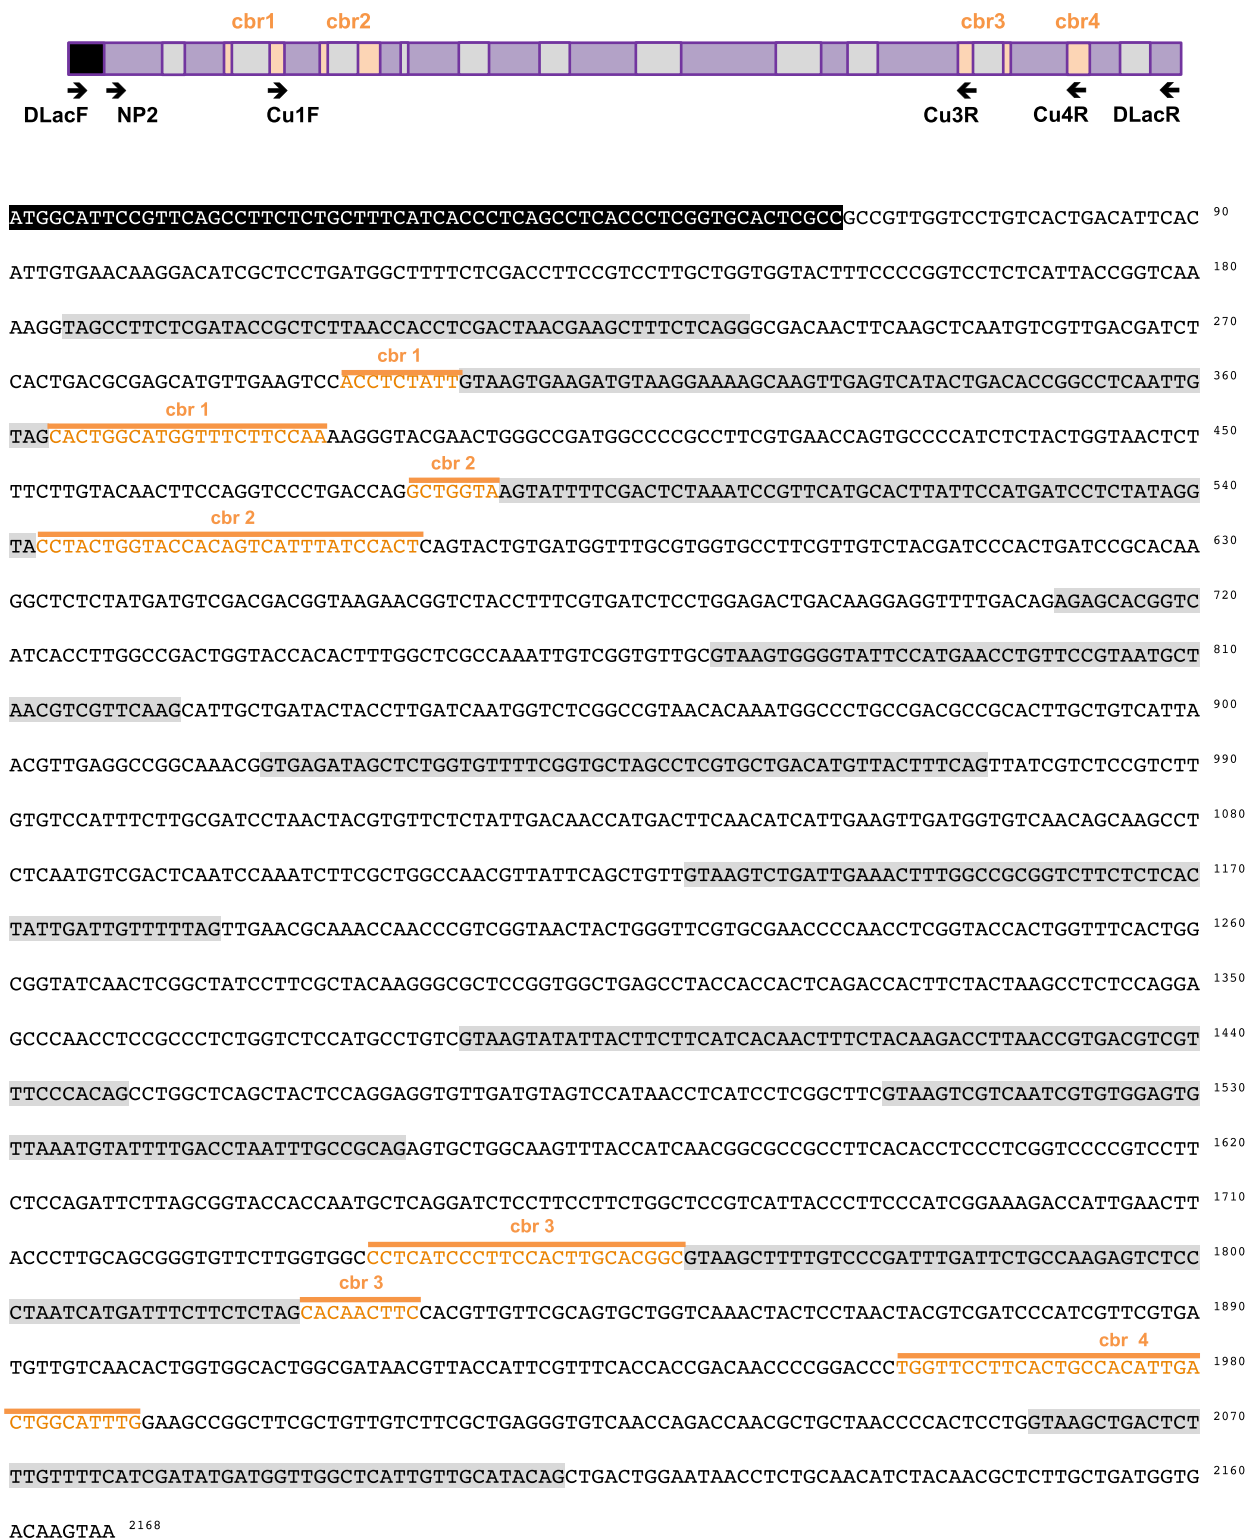 cbr1 cbr2 cbr3 cbr4
DLacF NP2 Cu1F Cu3R Cu4R DLacR
ATGGCATTCCGTTCAGCCTTCTCTGCTTTCATCACCCTCAGCCTCACCCTCGGTGCACTCGCCGCCGTTGGTCCTGTCACTGACATTCAC 90
ATTGTGAACAAGGACATCGCTCCTGATGGCTTTTCTCGACCTTCCGTCCTTGCTGGTGGTACTTTCCCCGGTCCTCTCATTACCGGTCAA 180
AAGGTAGCCTTCTCGATACCGCTCTTAACCACCTCGACTAACGAAGCTTTCTCAGGGCGACAACTTCAAGCTCAATGTCGTTGACGATCT 270
cbr 1
CACTGACGCGAGCATGTTGAAGTCCACCTCTATTGTAAGTGAAGATGTAAGGAAAAGCAAGTTGAGTCATACTGACACCGGCCTCAATTG 360
cbr 1
TAGCACTGGCATGGTTTCTTCCAAAAGGGTACGAACTGGGCCGATGGCCCCGCCTTCGTGAACCAGTGCCCCATCTCTACTGGTAACTCT 450
cbr 2
TTCTTGTACAACTTCCAGGTCCCTGACCAGGCTGGTAAGTATTTTCGACTCTAAATCCGTTCATGCACTTATTCCATGATCCTCTATAGG 540
cbr 2
TACCTACTGGTACCACAGTCATTTATCCACTCAGTACTGTGATGGTTTGCGTGGTGCCTTCGTTGTCTACGATCCCACTGATCCGCACAA 630
GGCTCTCTATGATGTCGACGACGGTAAGAACGGTCTACCTTTCGTGATCTCCTGGAGACTGACAAGGAGGTTTTGACAGAGAGCACGGTC 720
ATCACCTTGGCCGACTGGTACCACACTTTGGCTCGCCAAATTGTCGGTGTTGCGTAAGTGGGGTATTCCATGAACCTGTTCCGTAATGCT 810
AACGTCGTTCAAGCATTGCTGATACTACCTTGATCAATGGTCTCGGCCGTAACACAAATGGCCCTGCCGACGCCGCACTTGCTGTCATTA 900
ACGTTGAGGCCGGCAAACGGTGAGATAGCTCTGGTGTTTTCGGTGCTAGCCTCGTGCTGACATGTTACTTTCAGTTATCGTCTCCGTCTT 990
GTGTCCATTTCTTGCGATCCTAACTACGTGTTCTCTATTGACAACCATGACTTCAACATCATTGAAGTTGATGGTGTCAACAGCAAGCCT 1080
CTCAATGTCGACTCAATCCAAATCTTCGCTGGCCAACGTTATTCAGCTGTTGTAAGTCTGATTGAAACTTTGGCCGCGGTCTTCTCTCAC 1170
TATTGATTGTTTTTAGTTGAACGCAAACCAACCCGTCGGTAACTACTGGGTTCGTGCGAACCCCAACCTCGGTACCACTGGTTTCACTGG 1260
CGGTATCAACTCGGCTATCCTTCGCTACAAGGGCGCTCCGGTGGCTGAGCCTACCACCACTCAGACCACTTCTACTAAGCCTCTCCAGGA 1350
GCCCAACCTCCGCCCTCTGGTCTCCATGCCTGTCGTAAGTATATTACTTCTTCATCACAACTTTCTACAAGACCTTAACCGTGACGTCGT 1440
TTCCCACAGCCTGGCTCAGCTACTCCAGGAGGTGTTGATGTAGTCCATAACCTCATCCTCGGCTTCGTAAGTCGTCAATCGTGTGGAGTG 1530
TTAAATGTATTTTGACCTAATTTGCCGCAGAGTGCTGGCAAGTTTACCATCAACGGCGCCGCCTTCACACCTCCCTCGGTCCCCGTCCTT 1620
CTCCAGATTCTTAGCGGTACCACCAATGCTCAGGATCTCCTTCCTTCTGGCTCCGTCATTACCCTTCCCATCGGAAAGACCATTGAACTT 1710
cbr 3
ACCCTTGCAGCGGGTGTTCTTGGTGGCCCTCATCCCTTCCACTTGCACGGCGTAAGCTTTTGTCCCGATTTGATTCTGCCAAGAGTCTCC 1800
cbr 3
CTAATCATGATTTCTTCTCTAGCACAACTTCCACGTTGTTCGCAGTGCTGGTCAAACTACTCCTAACTACGTCGATCCCATCGTTCGTGA 1890
cbr 4
TGTTGTCAACACTGGTGGCACTGGCGATAACGTTACCATTCGTTTCACCACCGACAACCCCGGACCCTGGTTCCTTCACTGCCACATTGA 1980
CTGGCATTTGGAAGCCGGCTTCGCTGTTGTCTTCGCTGAGGGTGTCAACCAGACCAACGCTGCTAACCCCACTCCTGGTAAGCTGACTCT 2070
TTGTTTTCATCGATATGATGGTTGGCTCATTGTTGCATACAGCTGACTGGAATAACCTCTGCAACATCTACAACGCTCTTGCTGATGGTG 2160
ACAAGTAA 2168